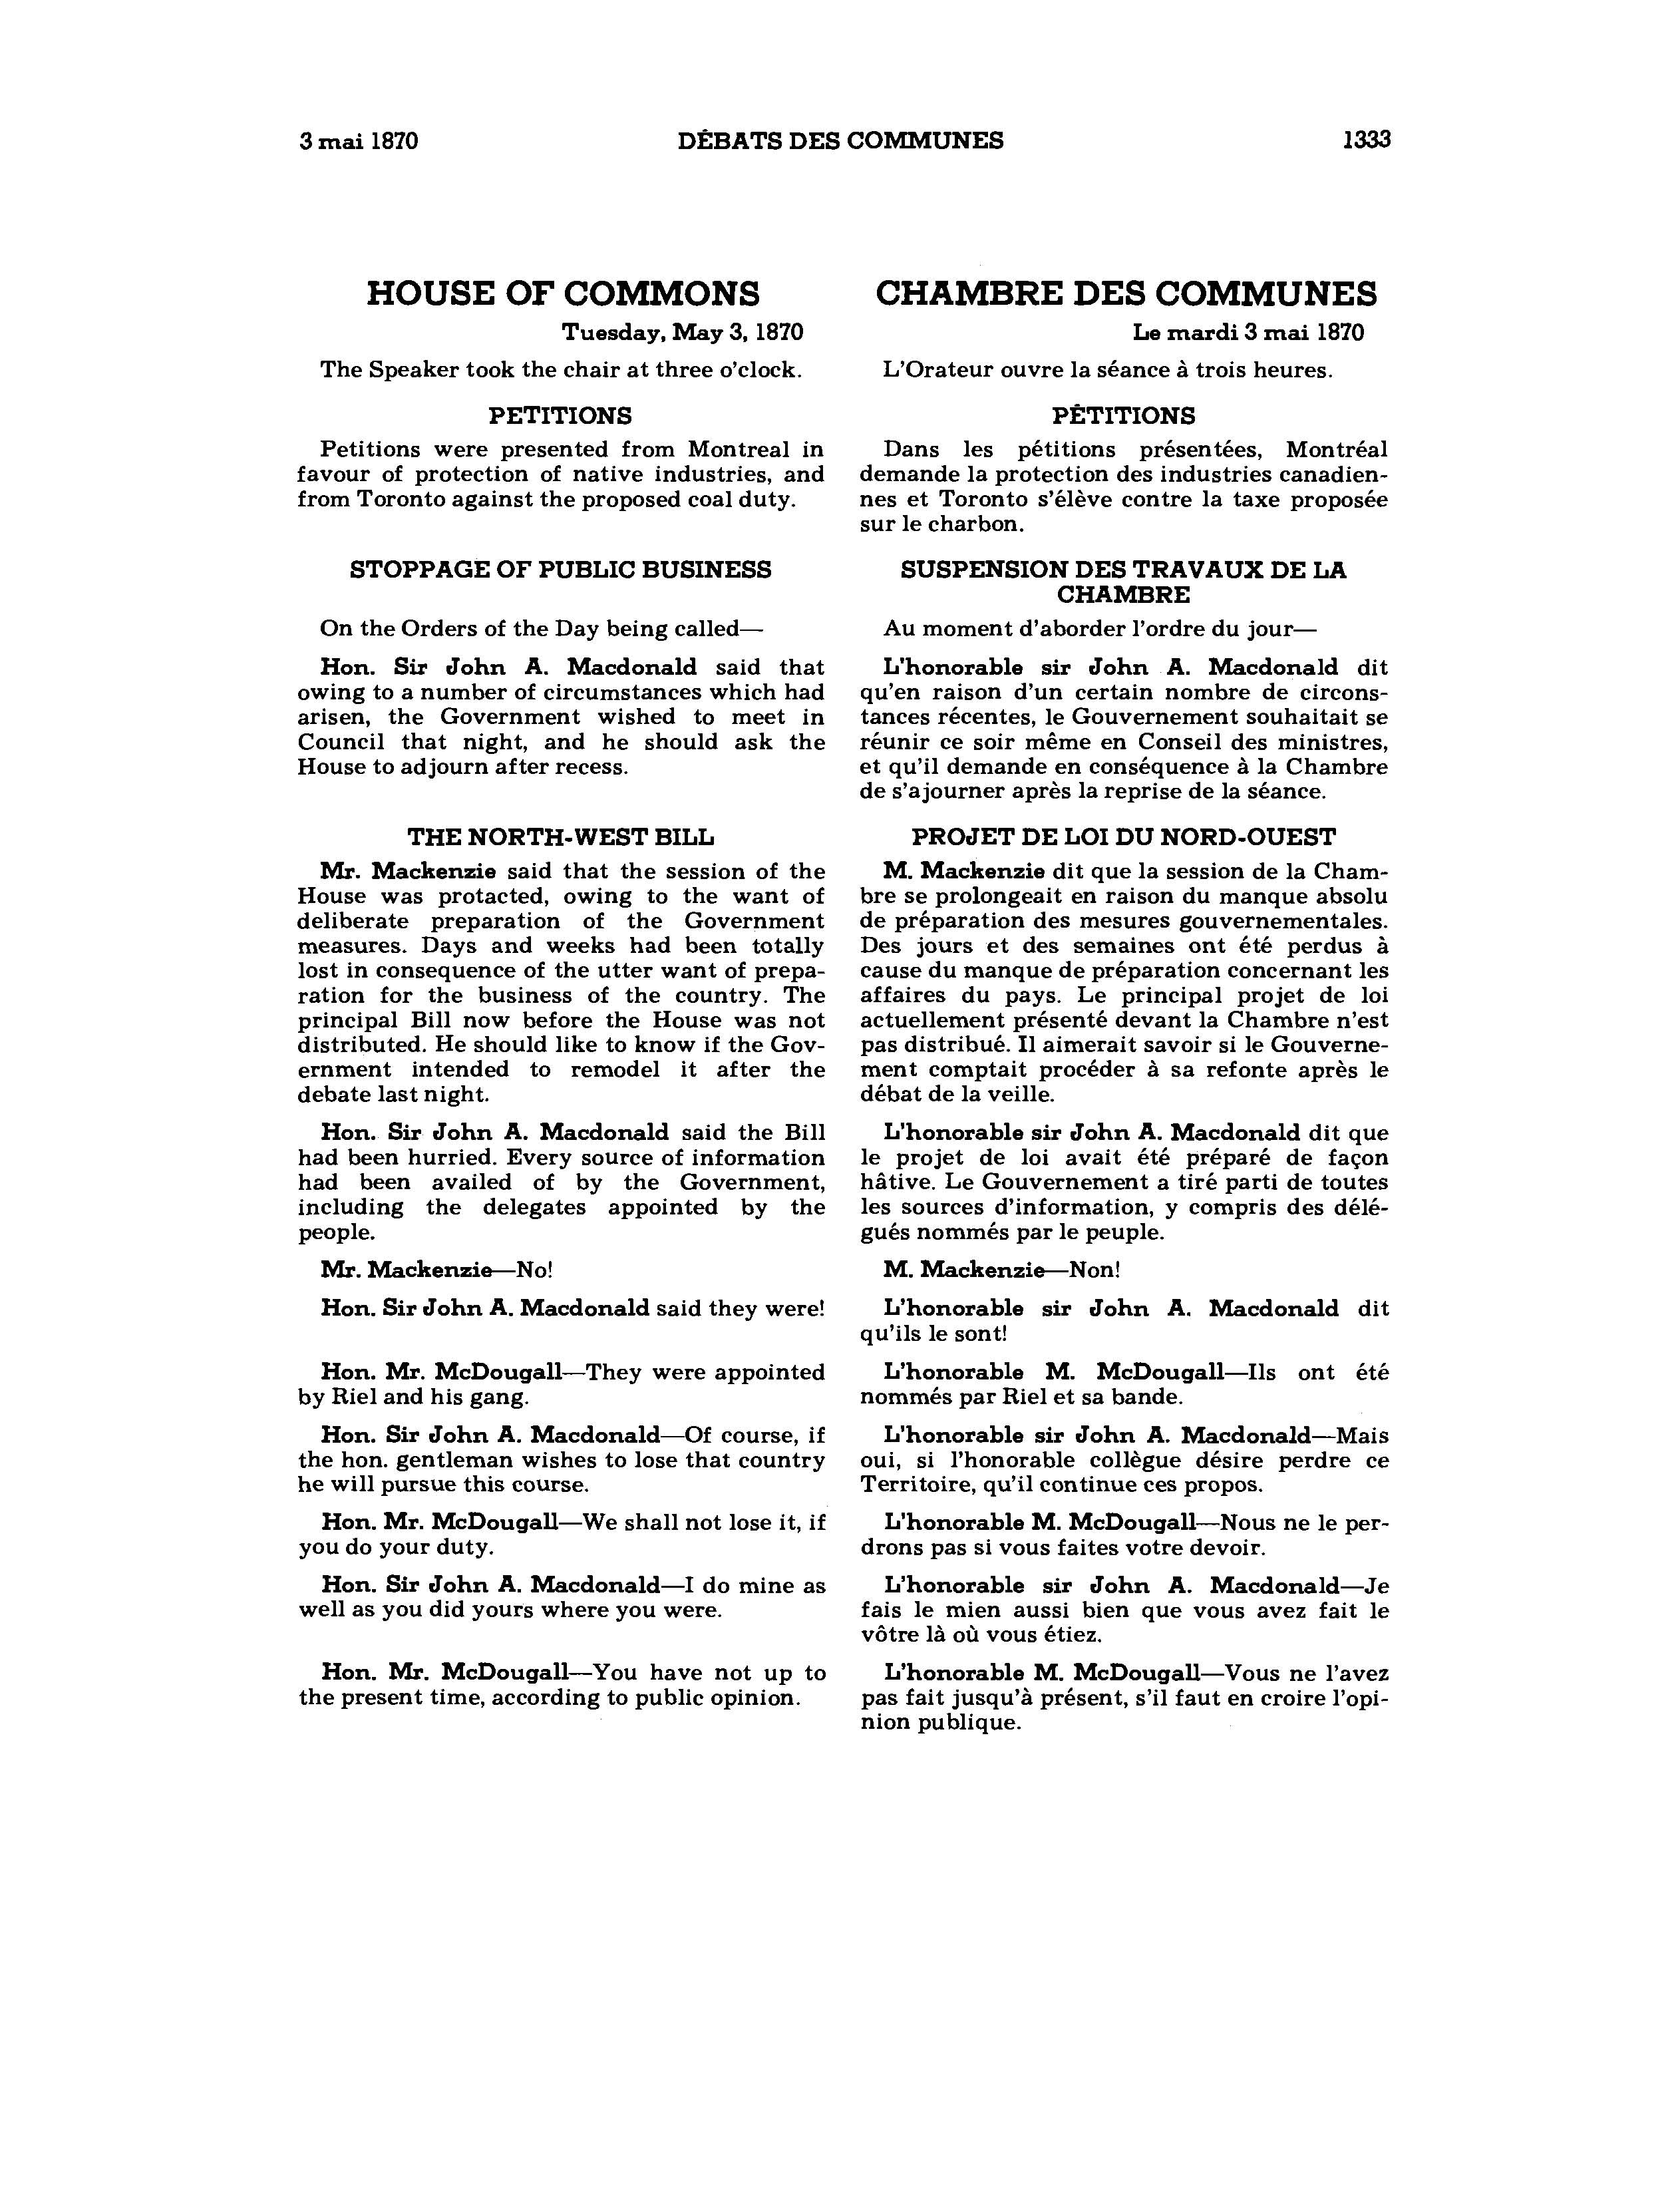 3 mai 1870
DÉBATS DES COMMUNES
1333
HOUSE OF COMMONS
Tuesday, May 3, 1870
The Speaker took the chair at three o'clock.
PETITIONS
Petitions were presented from Montreal in
favour of protection of native industries, and
from Toronto against the proposed coal duty.
STOPPAGE OF PUBLIC BUSINESS
On the Orders of the Day being called—
Hon. Sir John A. Macdonald said that
owing to a number of circumstances which had
arisen, the Government wished to meet in
Council that night, and he should ask the
House to adjourn after recess.
THE NORTH-WEST BILL
Mr. Mackenzie said that the session of the
House was protacted, owing to the want of
deliberate preparation of the Government
measures. Days and weeks had been totally
lost in consequence of the utter want of prepa-
ration for the business of the country. The
principal Bill now before the House was not
distributed. He should like to know if the Gov-
ernment intended to remodel it after the
debate last night.
Hon. Sir John A. Macdonald said the Bill
had been hurried. Every source of information
had been availed of by the Government,
including the delegates appointed by the
people.
Mr. Mackenzie—No!
Hon. Sir John A. Macdonald said they were!
Hon. Mr. McDougall—They were appointed
by Riel and his gang.
Hon. Sir John A. Macdonald—Of course, if
the hon. gentleman wishes to lose that country
he will pursue this course.
Hon. Mr. McDougall—We shall not lose it, if
you do your duty.
Hon. Sir John A. Macdonald—I do mine as
well as you did yours where you were.
Hon. Mr. McDougall—You have not up to
the present time, according to public opinion.
CHAMBRE DES COMMUNES
Le mardi 3 mai 1870
L'Orateur ouvre la séance à trois heures.
PÉTITIONS
Dans les pétitions présentées, Montréal
demande la protection des industries canadien-
nes et Toronto s'élève contre la taxe proposée
sur le charbon.
SUSPENSION DES TRAVAUX DE LA
CHAMBRE
Au moment d'aborder l'ordre du jour—
L'honorable sir John A. Macdonald dit
qu'en raison d'un certain nombre de circons-
tances récentes, le Gouvernement souhaitait se
réunir ce soir même en Conseil des ministres,
et qu'il demande en conséquence à la Chambre
de s'ajourner après la reprise de la séance.
PROJET DE LOI DU NORD-OUEST
M. Mackenzie dit que la session de la Cham-
bre se prolongeait en raison du manque absolu
de préparation des mesures gouvernementales.
Des jours et des semaines ont été perdus à
cause du manque de préparation concernant les
affaires du pays. Le principal projet de loi
actuellement présenté devant la Chambre n'est
pas distribué. Il aimerait savoir si le Gouverne-
ment comptait procéder à sa refonte après le
débat de la veille.
L'honorable sir John A. Macdonald dit que
le projet de loi avait été préparé de façon
hâtive. Le Gouvernement a tiré parti de toutes
les sources d'information, y compris des délé-
gués nommés par le peuple.
M. Mackenzie—Non!
L'honorable sir John A. Macdonald dit
qu'ils le sont!
L'honorable M. McDougall—Ils ont été
nommés par Riel et sa bande.
L'honorable sir John A. Macdonald—Mais
oui, si l'honorable collègue désire perdre ce
Territoire, qu'il continue ces propos.
L'honorable M. McDougall—Nous ne le per-
drons pas si vous faites votre devoir.
L'honorable sir John A. Macdonald—Je
fais le mien aussi bien que vous avez fait le
vôtre là où vous étiez.
L'honorable M. McDougall—Vous ne l'avez
pas fait jusqu'à présent, s'il faut en croire l'opi-
nion publique.